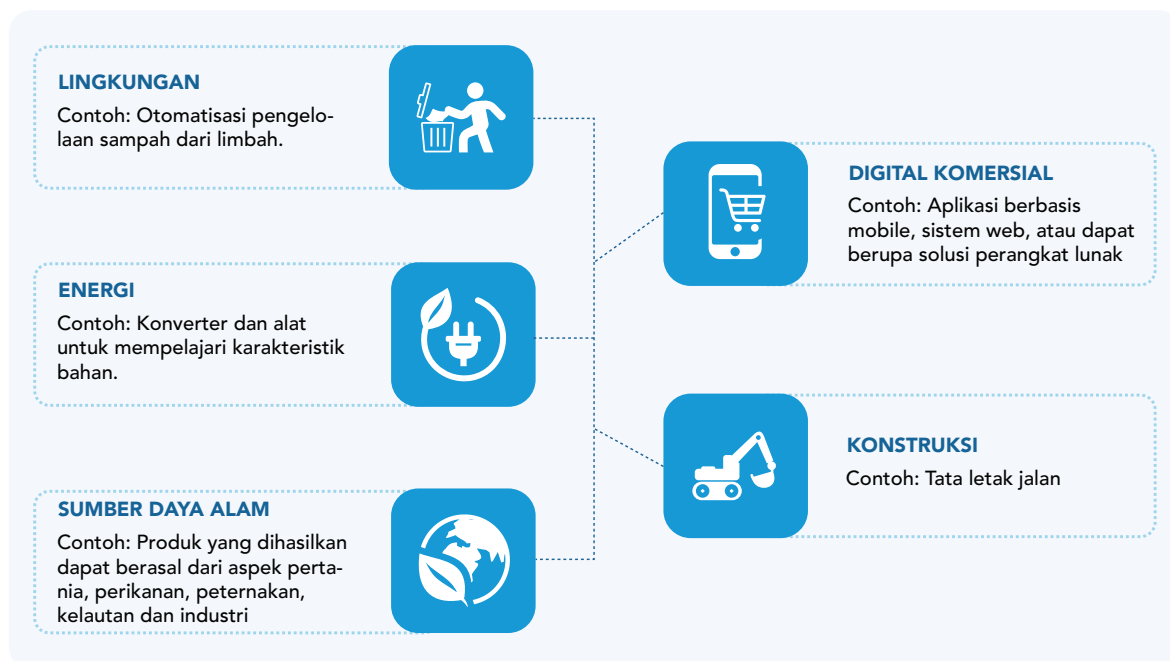 LINGKUNGAN
Contoh: Otomatisasi pengelo-
laan sampah dari limbah.
ENERGI
Contoh: Konverter dan alat
untuk mempelajari karakteristik
bahan.
SUMBER DAYA ALAM
Contoh: Produk yang dihasilkan
dapat berasal dari aspek perta-
nia, perikanan, peternakan,
kelautan dan industri
DIGITAL KOMERSIAL
Contoh: Aplikasi berbasis
mobile, sistem web, atau dapat
berupa solusi perangkat lunak
KONSTRUKSI
Contoh: Tata letak jalan